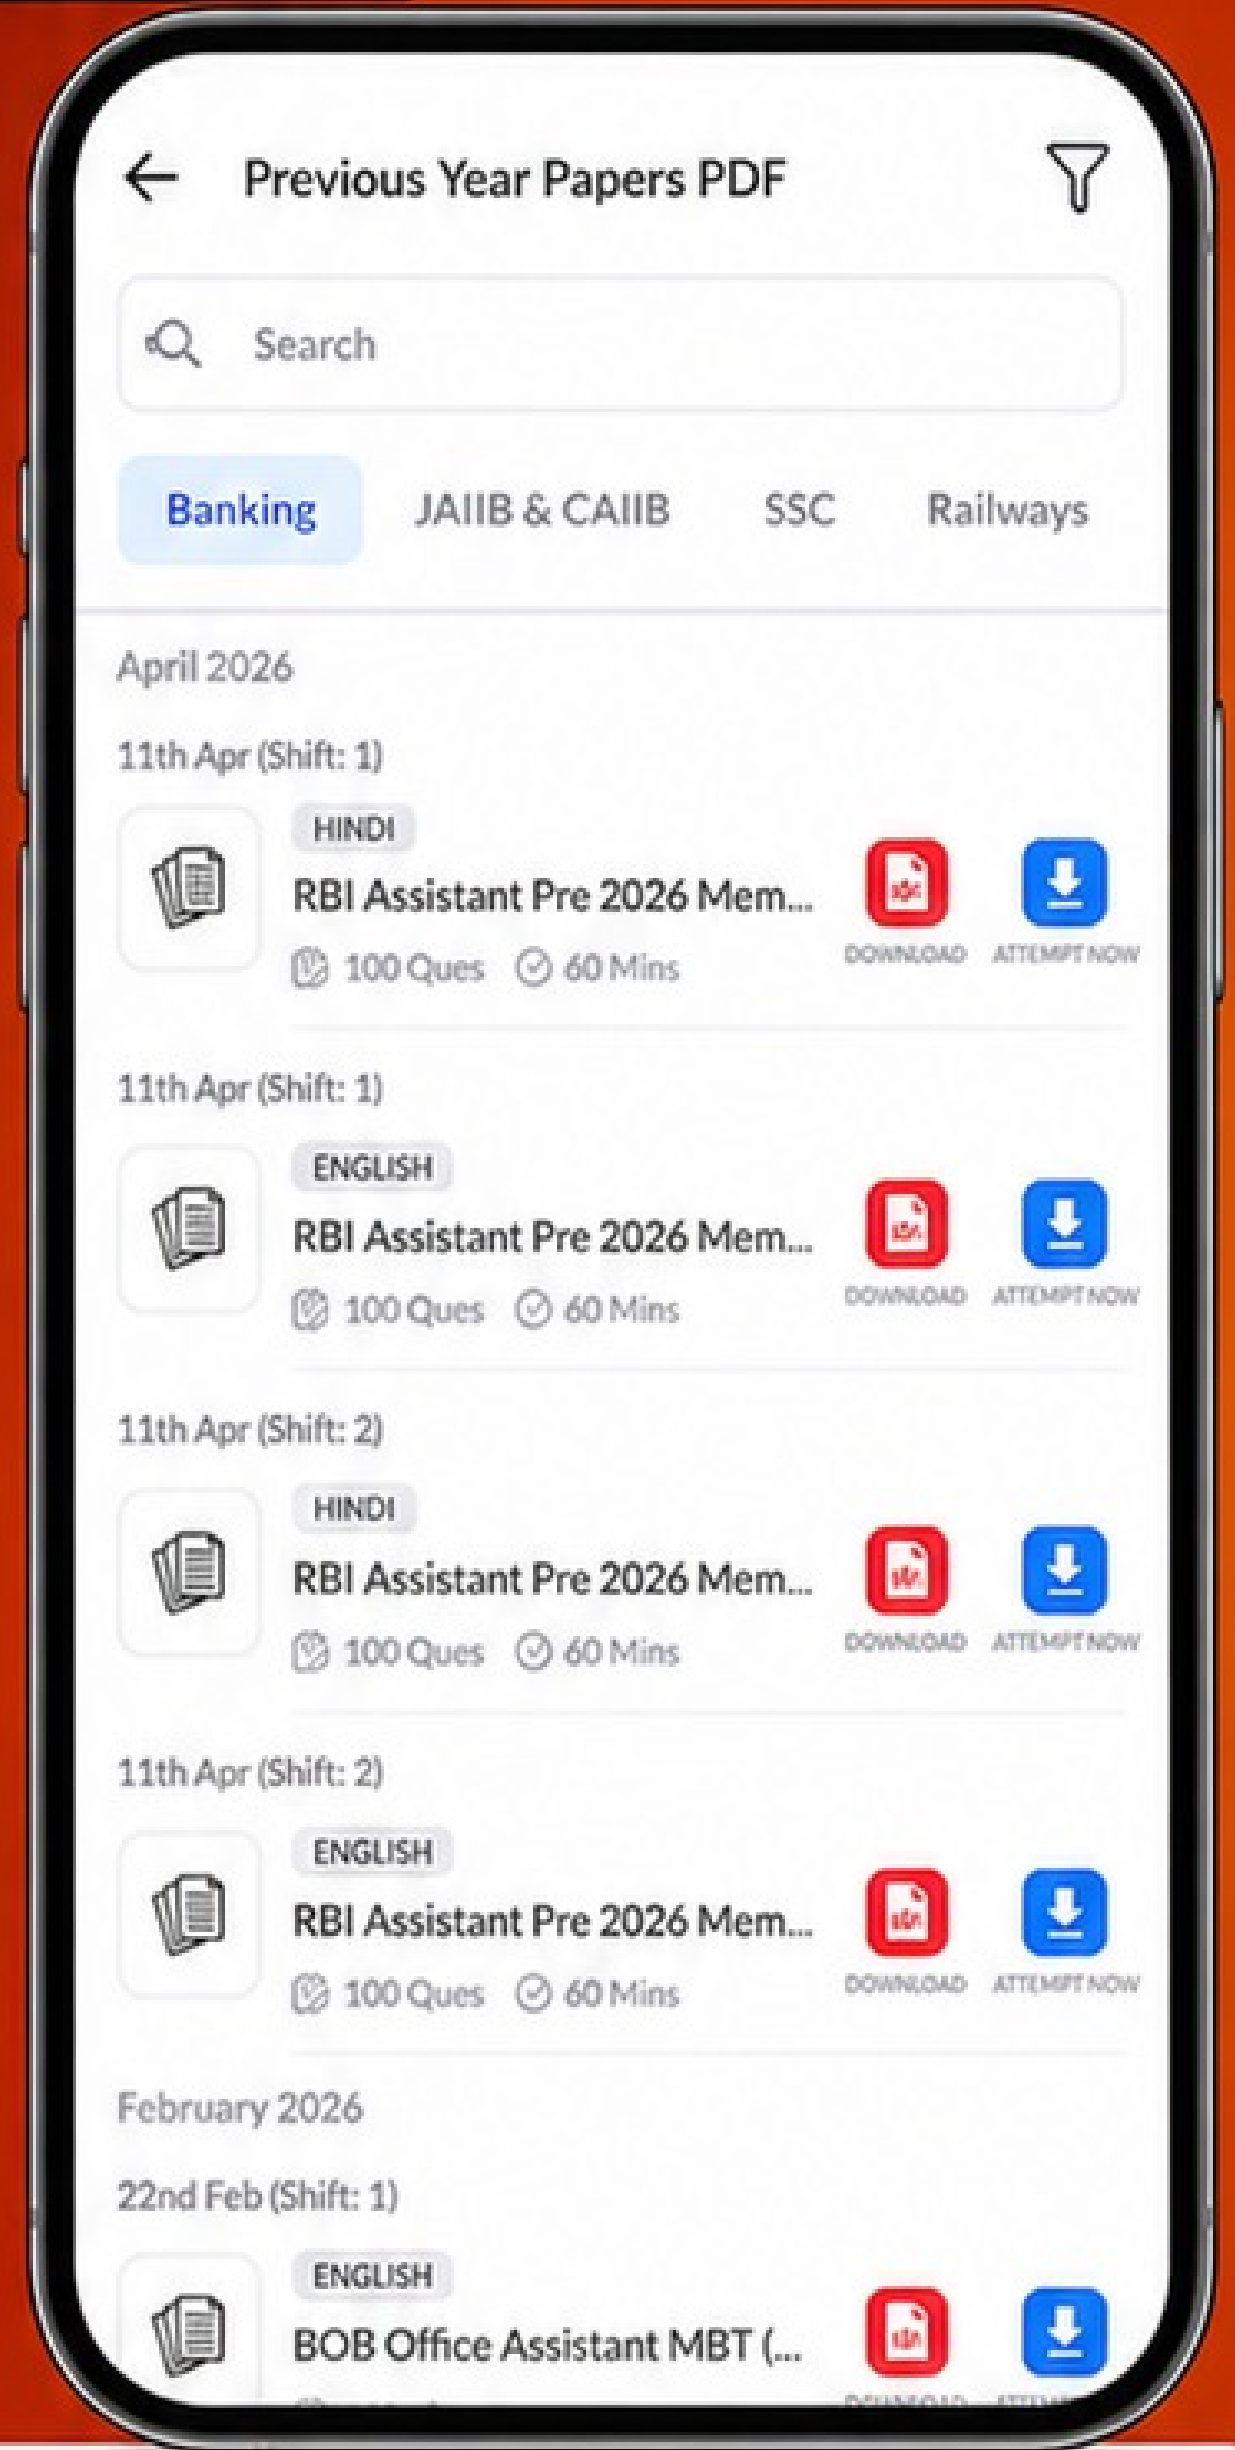 Previous Year Papers PDF
Search
Banking JAIIB & CAIIB SSC Railways
April 2026
11th Apr (Shift: 1)
HINDI
RBI Assistant Pre 2026 Mem...
100 Ques 60 Mins
DOWNLOAD ATTEMPT NOW
11th Apr (Shift: 1)
ENGLISH
RBI Assistant Pre 2026 Mem...
100 Ques 60 Mins
DOWNLOAD ATTEMPT NOW
11th Apr (Shift: 2)
HINDI
RBI Assistant Pre 2026 Mem...
100 Ques 60 Mins
DOWNLOAD ATTEMPT NOW
11th Apr (Shift: 2)
ENGLISH
RBI Assistant Pre 2026 Mem...
100 Ques 60 Mins
DOWNLOAD ATTEMPT NOW
February 2026
22nd Feb (Shift: 1)
ENGLISH
BOB Office Assistant MBT (...